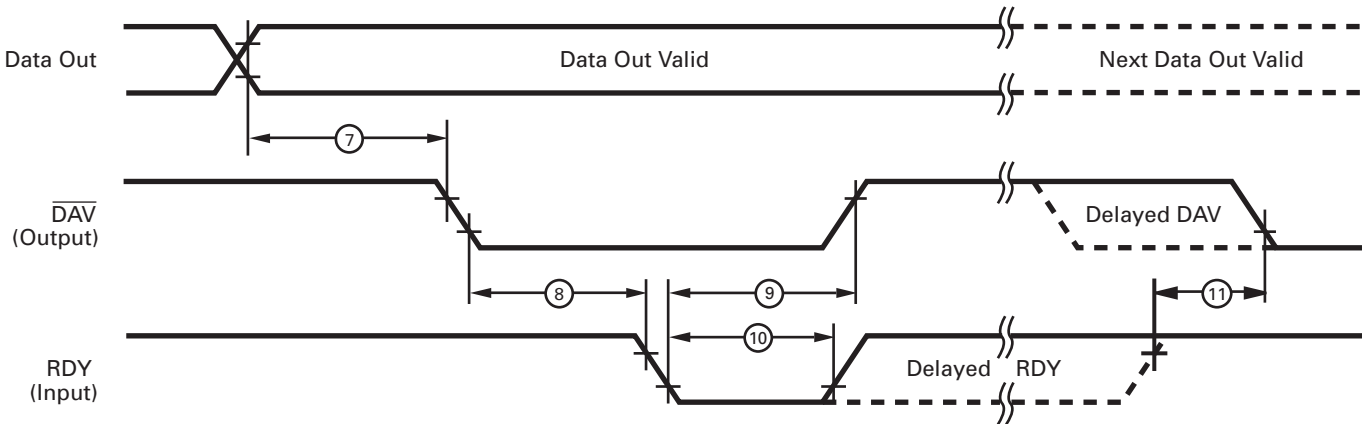 Data Out
Data Out Valid
Next Data Out Valid
7
DAV
(Output)
Delayed DAV
8
9
11
10
RDY
(Input)
Delayed RDY